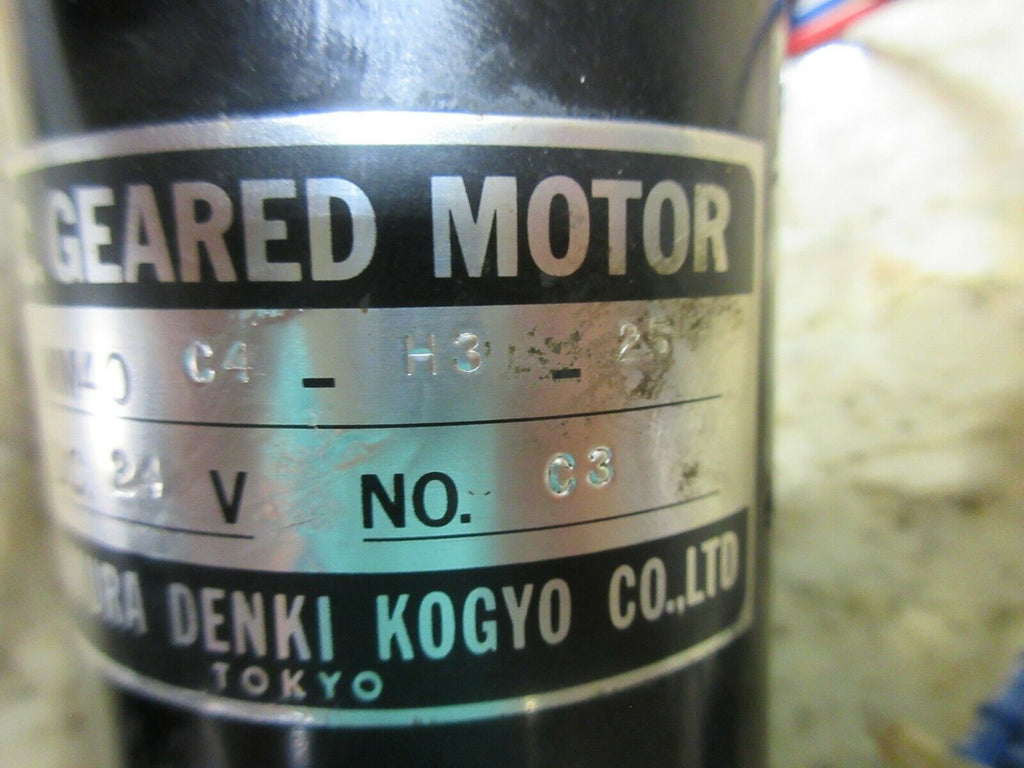 GEARED MOTOR
C4 - H3 - 25
24 V NO. C3
DENKI KOGYO CO.,LTD
TOKYO